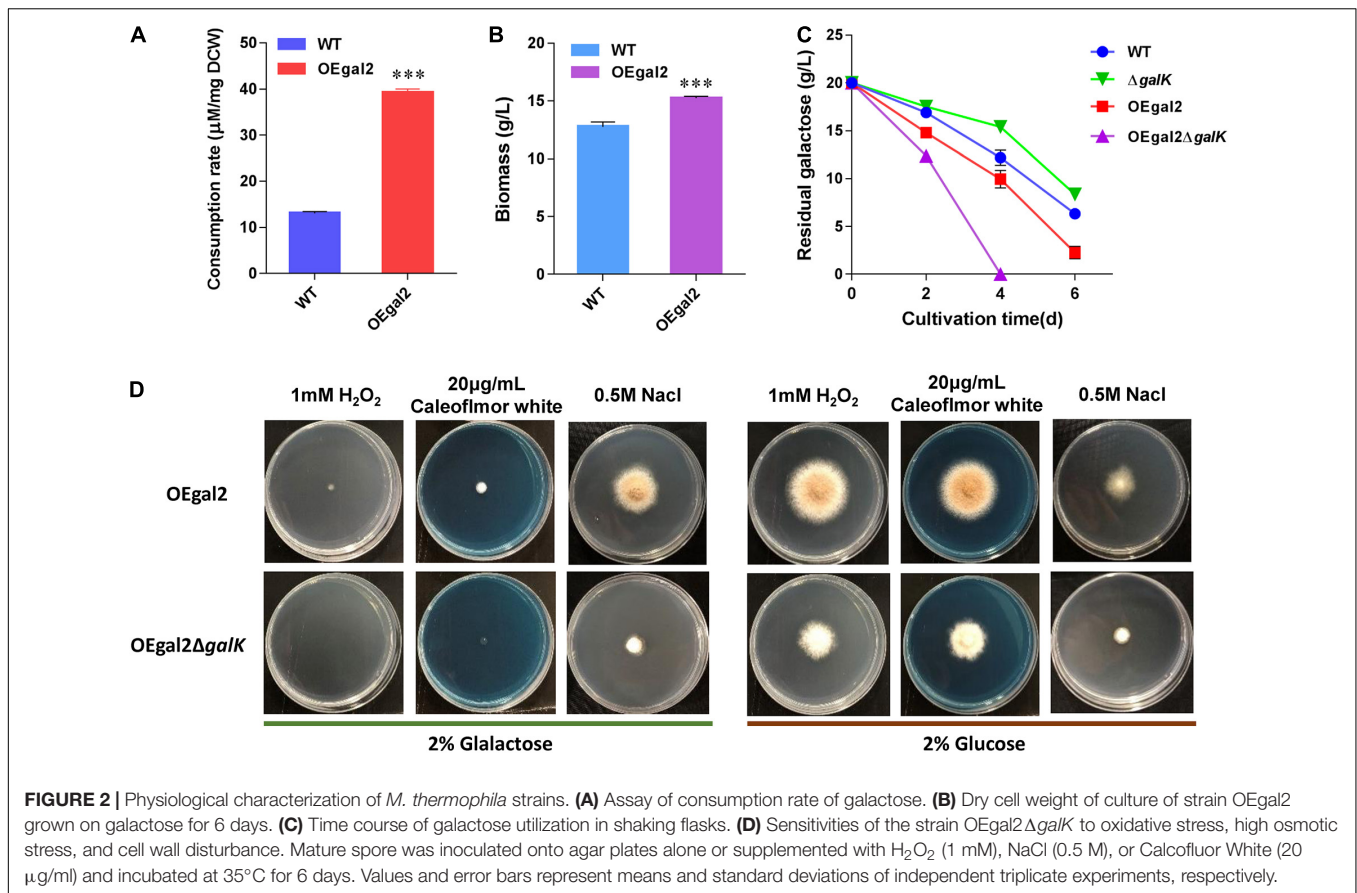 A
Consumption rate (μM/mg DCW)
50
40
30
20
10
0
WT
OEgal2
***
WT
OEgal2
B
Biomass (g/L)
20
15
10
5
0
WT
OEgal2
***
WT
OEgal2
C
Residual galactose (g/L)
25
20
15
10
5
0
0 2 4 6
Cultivation time(d)
WT
ΔgalK
OEgal2
OEgal2ΔgalK
D
1mM H₂O₂
20μg/mL
Caleoflmor white
0.5M Nacl
1mM H₂O₂
20μg/mL
Caleoflmor white
0.5M Nacl
OEgal2
OEgal2ΔgalK
2% Glalactose
2% Glucose
FIGURE 2 | Physiological characterization of M. thermophila strains. (A) Assay of consumption rate of galactose. (B) Dry cell weight of culture of strain OEgal2
grown on galactose for 6 days. (C) Time course of galactose utilization in shaking flasks. (D) Sensitivities of the strain OEgal2ΔgalK to oxidative stress, high osmotic
stress, and cell wall disturbance. Mature spore was inoculated onto agar plates alone or supplemented with H₂O₂ (1 mM), NaCl (0.5 M), or Calcofluor White (20
μg/ml) and incubated at 35°C for 6 days. Values and error bars represent means and standard deviations of independent triplicate experiments, respectively.